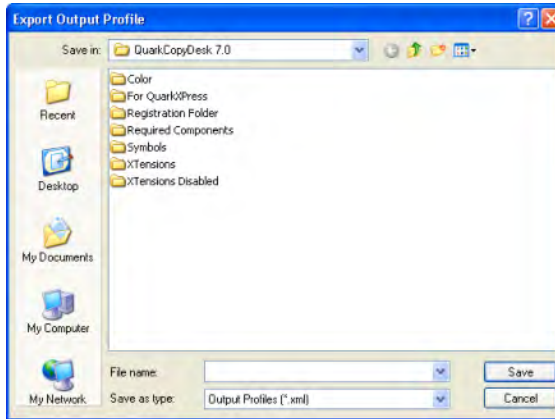 Export Output Profile
Save in:
QuarkCopyDesk 7.0
Recent
Desktop
My Documents
My Computer
My Network
Color
For QuarkXPress
Registration Folder
Required Components
Symbols
XTensions
XTensions Disabled
File name:
Save
Save as type:
Output Profiles (*.xml)
Cancel